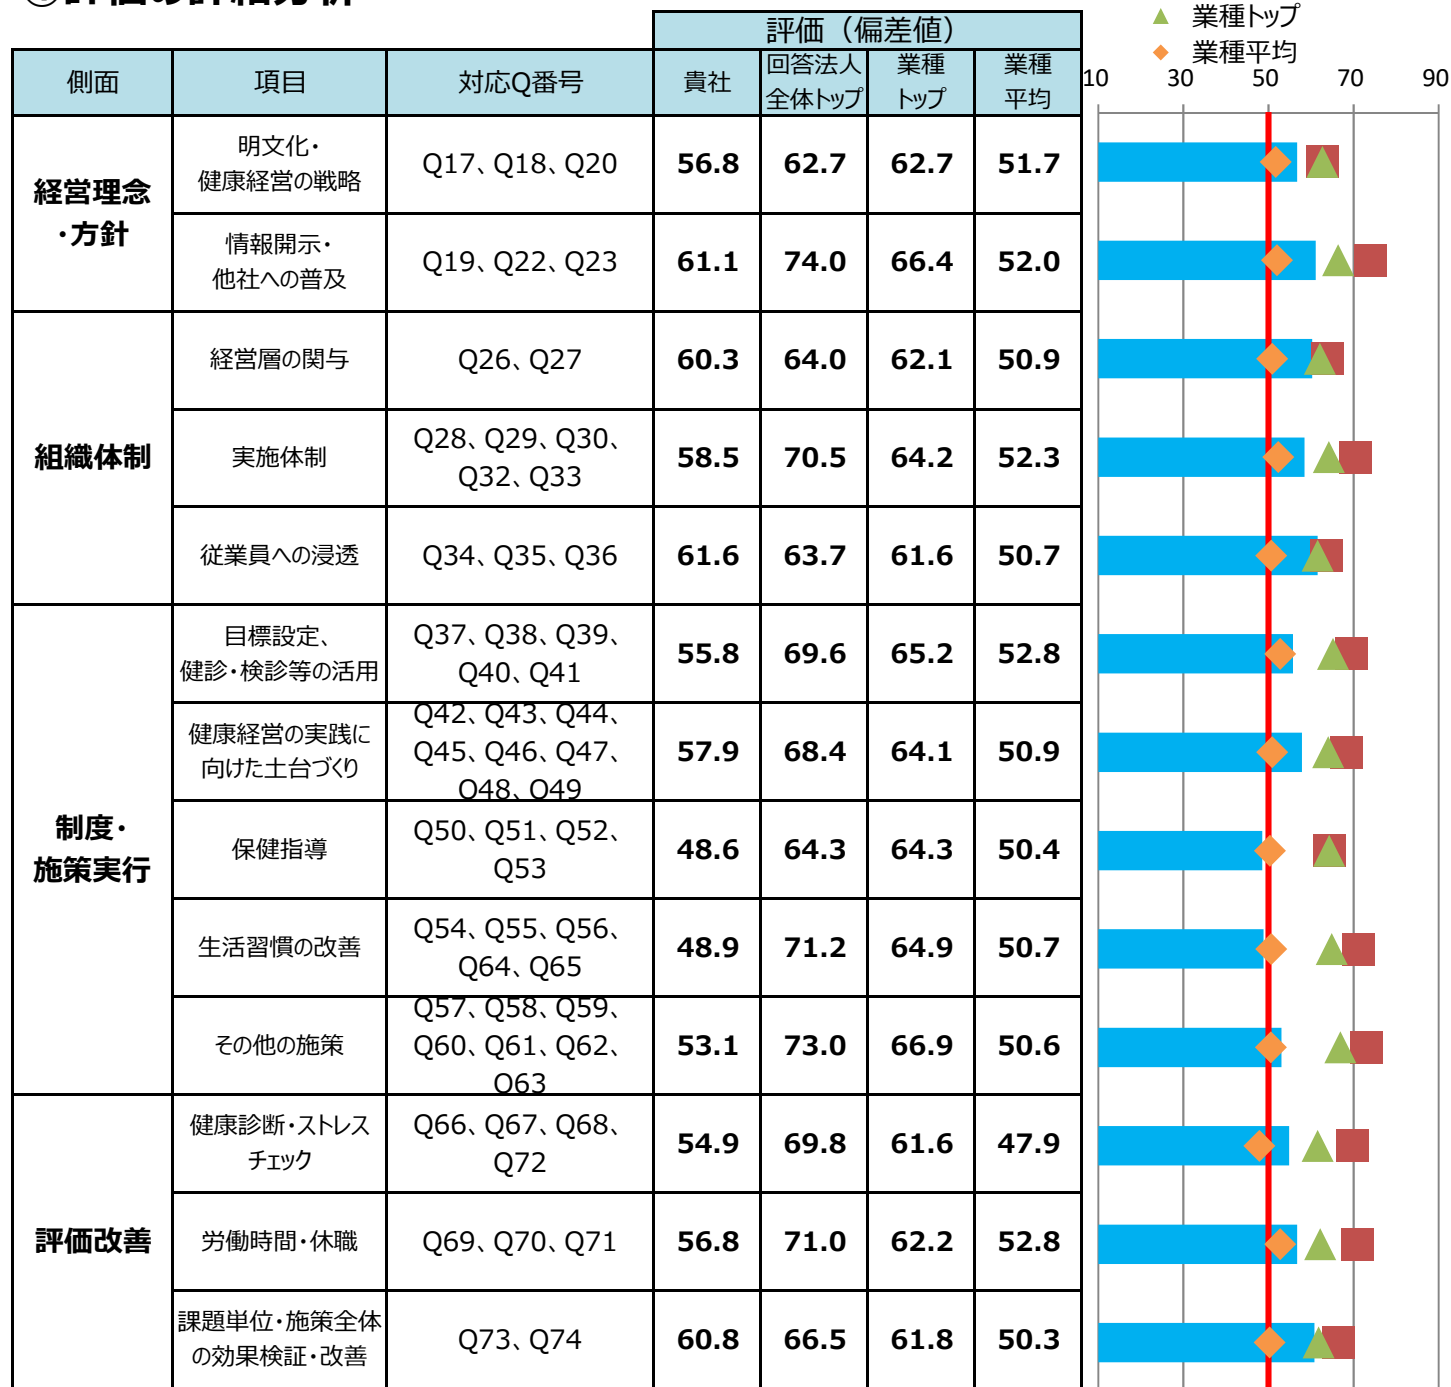 ①評価の詳細分析
▲ 業種トップ
◆ 業種平均
評価（偏差値）
側面 項目 対応Q番号 貴社 回答法人 業種 業種
全体トップ トップ 平均
10 30 50 70 90
経営理念
・方針
明文化・
健康経営の戦略
Q17、Q18、Q20 56.8 62.7 62.7 51.7
情報開示・
他社への普及
Q19、Q22、Q23 61.1 74.0 66.4 52.0
組織体制
経営層の関与 Q26、Q27 60.3 64.0 62.1 50.9
実施体制
Q28、Q29、Q30、
Q32、Q33
58.5 70.5 64.2 52.3
従業員への浸透 Q34、Q35、Q36 61.6 63.7 61.6 50.7
制度・
施策実行
目標設定、
健診・検診等の活用
Q37、Q38、Q39、
Q40、Q41
55.8 69.6 65.2 52.8
健康経営の実践に
向けた土台づくり
Q42、Q43、Q44、
Q45、Q46、Q47、
Q48、Q49
57.9 68.4 64.1 50.9
保健指導
Q50、Q51、Q52、
Q53
48.6 64.3 64.3 50.4
生活習慣の改善
Q54、Q55、Q56、
Q64、Q65
48.9 71.2 64.9 50.7
その他の施策
Q57、Q58、Q59、
Q60、Q61、Q62、
Q63
53.1 73.0 66.9 50.6
評価改善
健康診断・ストレス
チェック
Q66、Q67、Q68、
Q72
54.9 69.8 61.6 47.9
労働時間・休職 Q69、Q70、Q71 56.8 71.0 62.2 52.8
課題単位・施策全体
の効果検証・改善
Q73、Q74 60.8 66.5 61.8 50.3